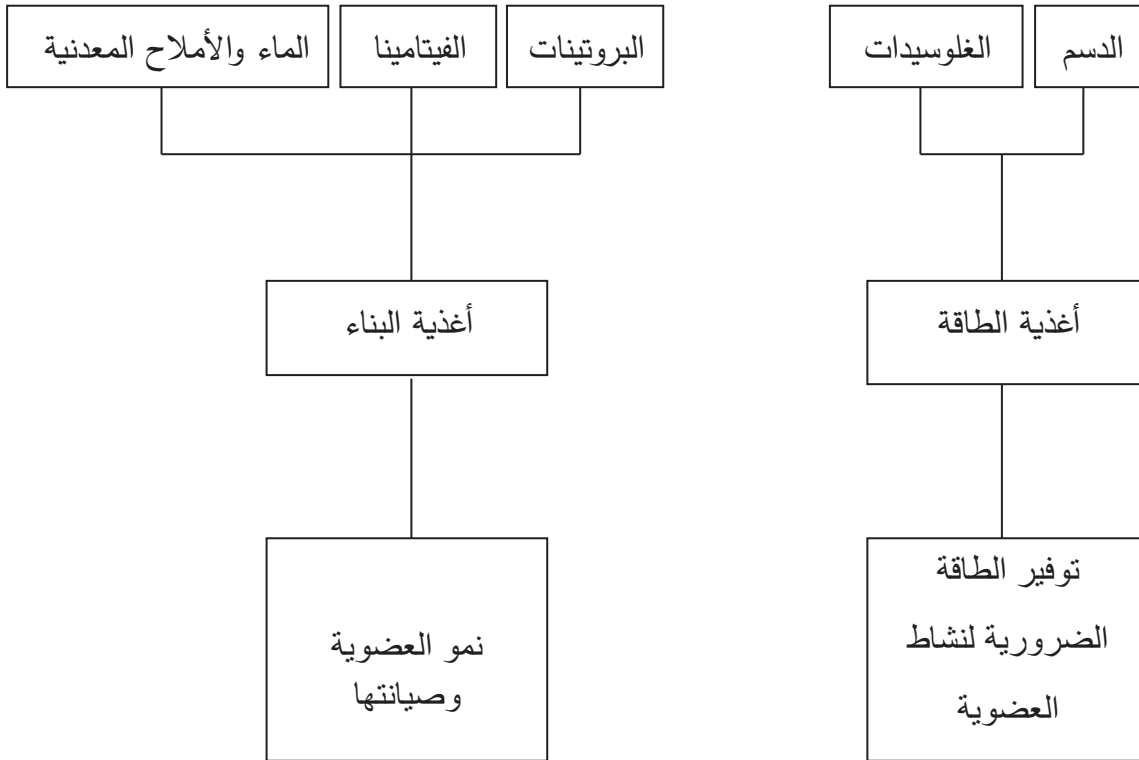 الدسم
الغلوسيدات
البروتينات
الفيتامينا
الماء والأملاح المعدنية
أغذية الطاقة
أغذية البناء
توفير الطاقة
الضرورية لنشاط
العضوية
نمو العضوية
وصيانتها